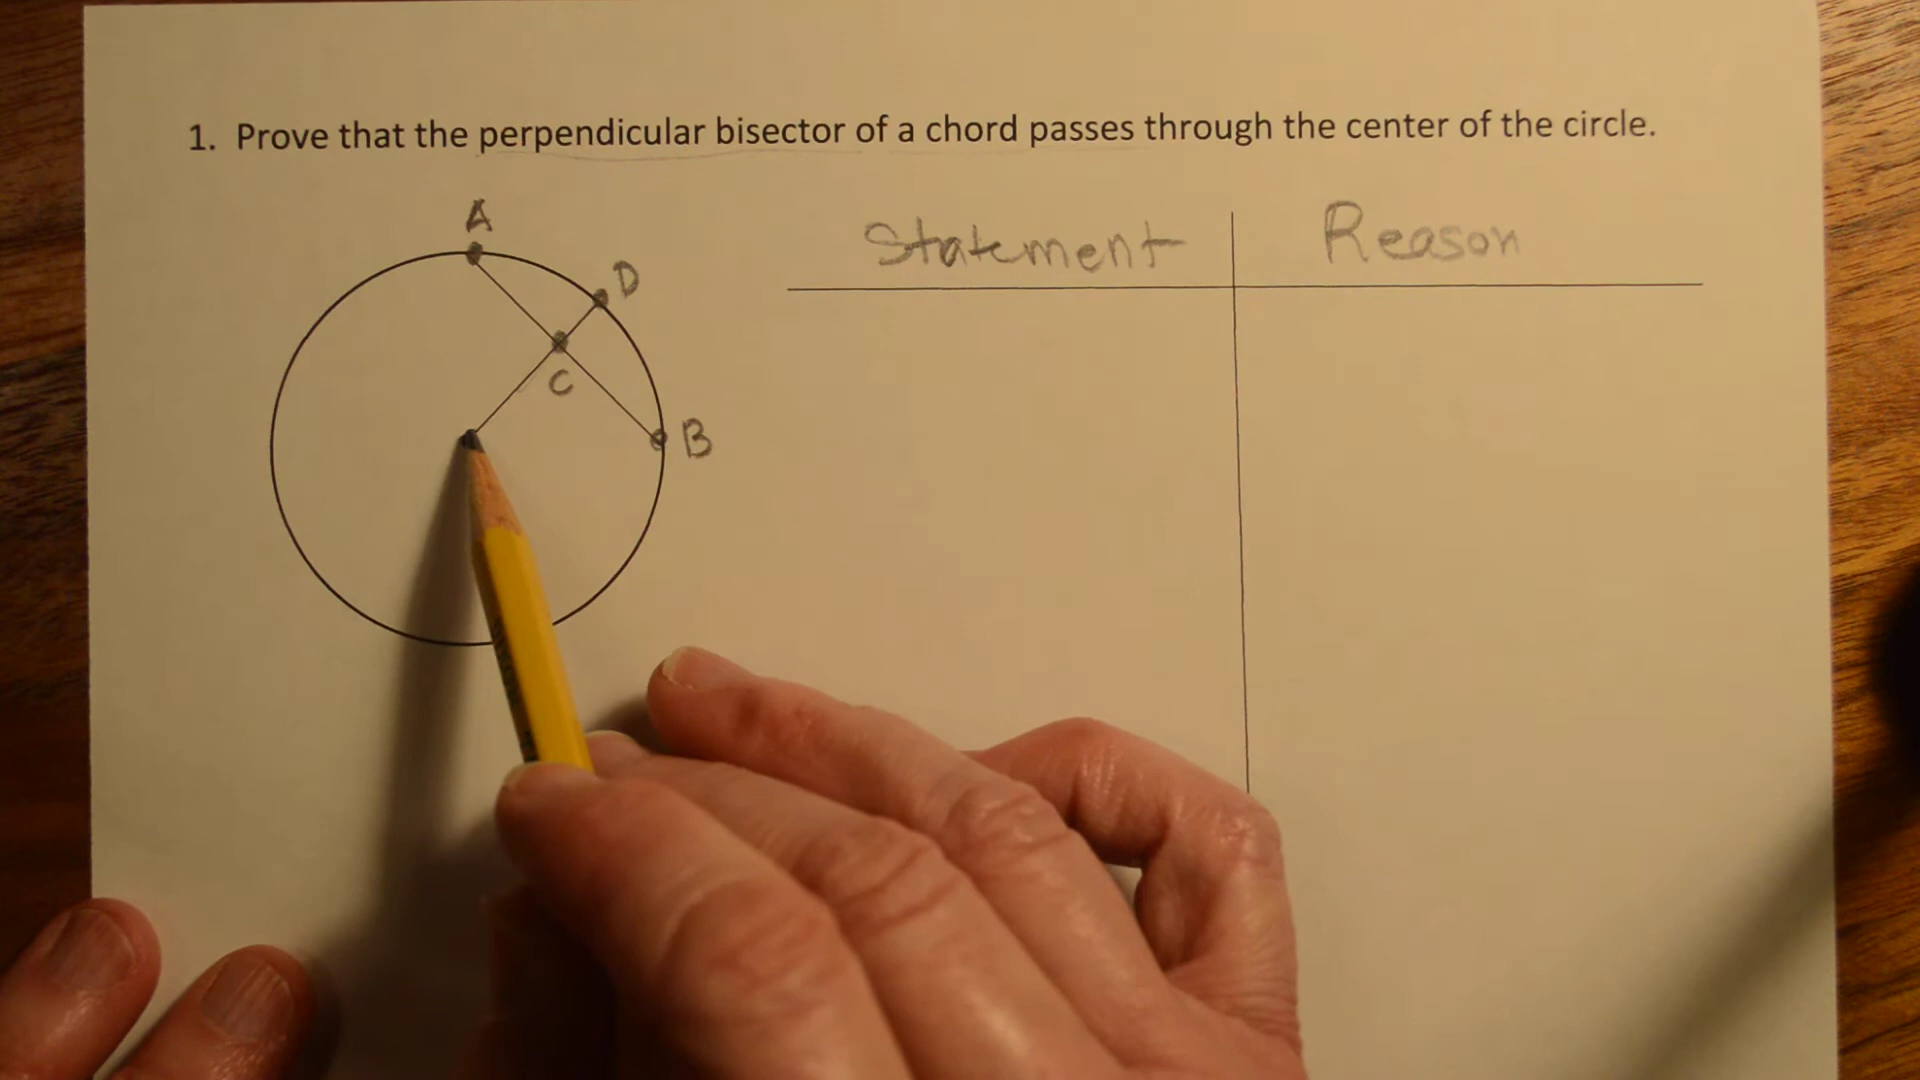 1. Prove that the perpendicular bisector of a chord passes through the center of the circle.
A
D
C
B
Statement Reason